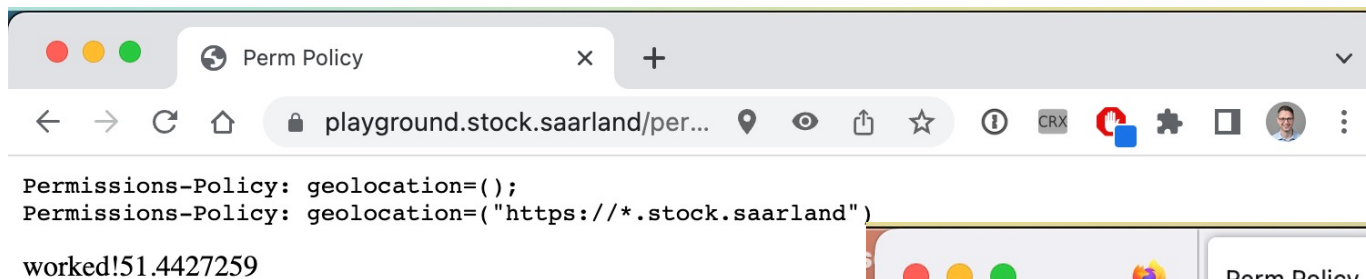 Perm Policy
playground.stock.saarland/per...
CRX
Permissions-Policy: geolocation=();
Permissions-Policy: geolocation=("https://*.stock.saarland")
worked!51.4427259
Perm Policy